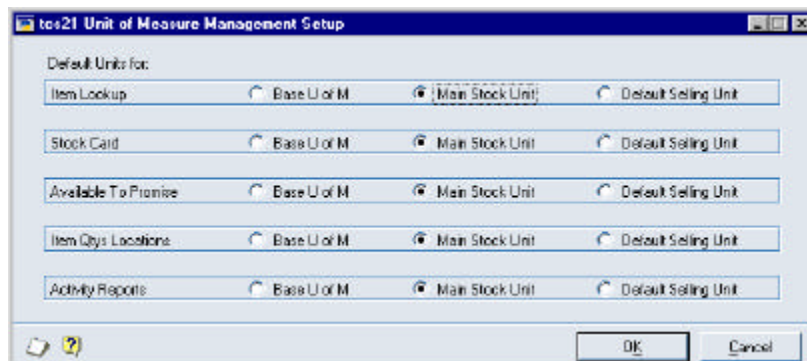 tos21 Unit of Measure Management Setup
Default Units for:
Item Lookup Base U of M Main Stock Unit Default Selling Unit
Stock Card Base U of M Main Stock Unit Default Selling Unit
Available To Promise Base U of M Main Stock Unit Default Selling Unit
Item Qtys Locations Base U of M Main Stock Unit Default Selling Unit
Activity Reports Base U of M Main Stock Unit Default Selling Unit
OK Cancel